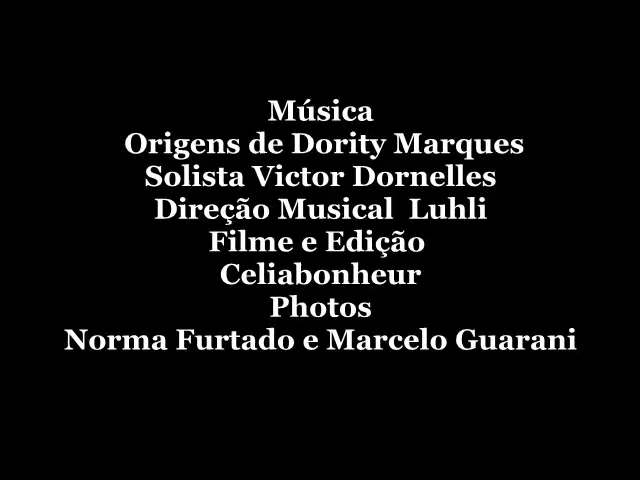 Música
Origens de Dority Marques
Solista Victor Dornelles
Direção Musical  Luhli
Filme e Edição
Celiabonheur
Photos
Norma Furtado e Marcelo Guarani